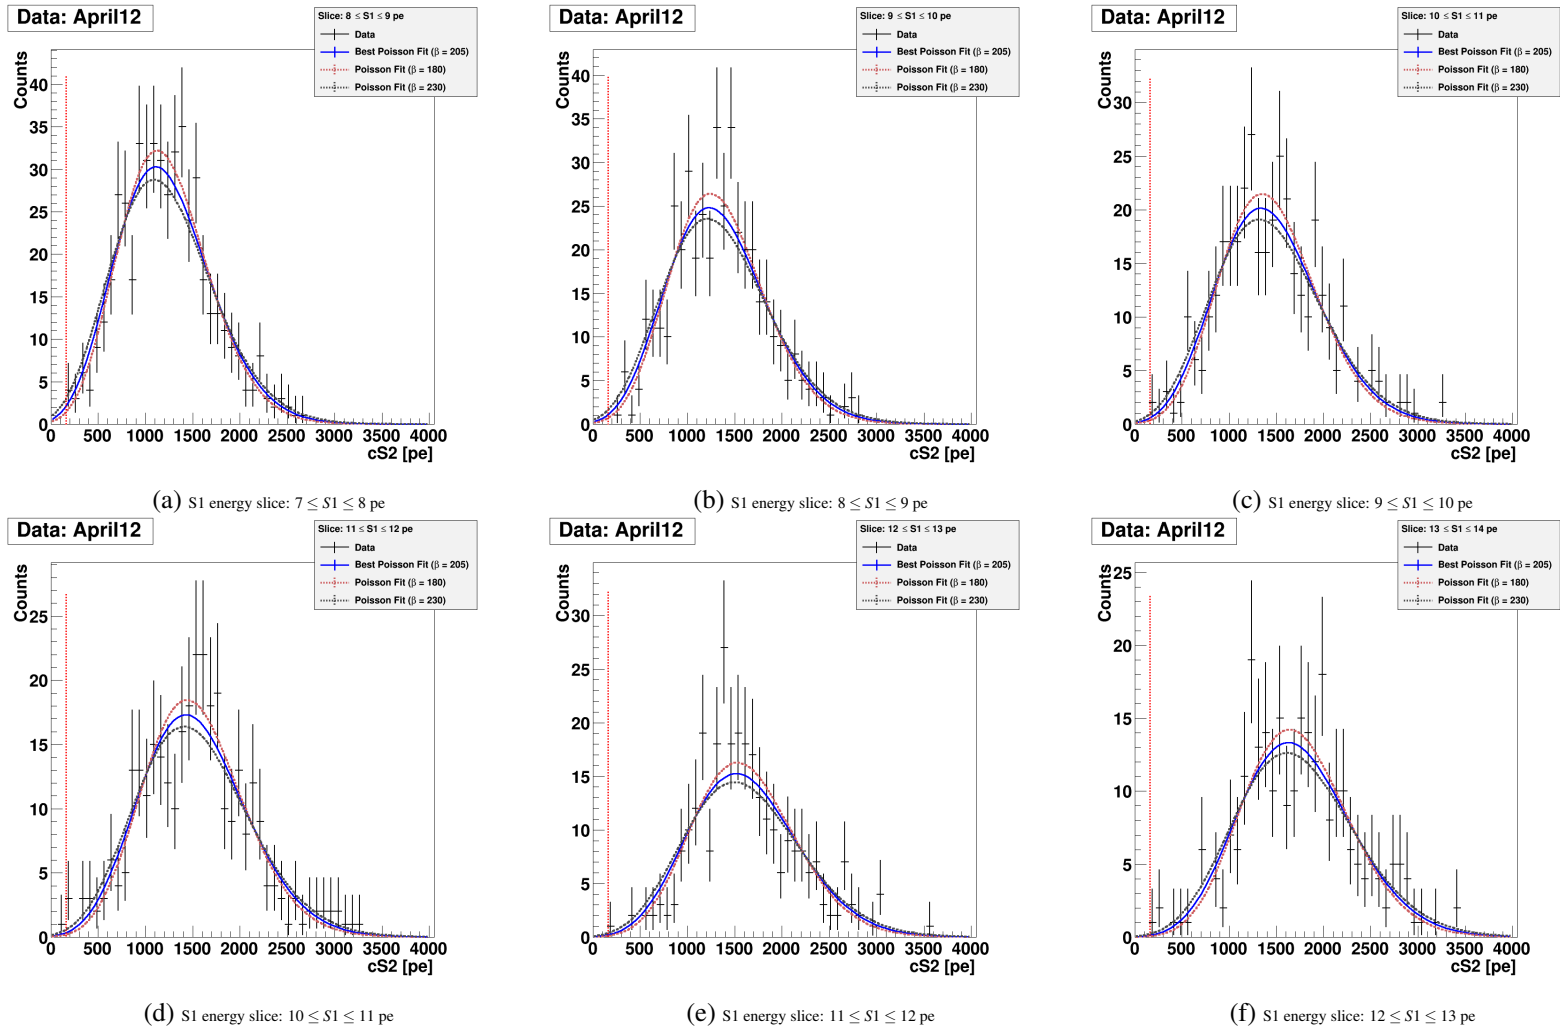 Data: April12
Slice: 8 ≤ S1 ≤ 9 pe
Data
Best Poisson Fit (β = 205)
Poisson Fit (β = 180)
Poisson Fit (β = 230)
Counts
40
35
30
25
20
15
10
5
0
0 500 1000 1500 2000 2500 3000 3500 4000
cS2 [pe]
(a) S1 energy slice: 7 ≤ S1 ≤ 8 pe
Data: April12
Slice: 9 ≤ S1 ≤ 10 pe
Data
Best Poisson Fit (β = 205)
Poisson Fit (β = 180)
Poisson Fit (β = 230)
Counts
40
35
30
25
20
15
10
5
0
0 500 1000 1500 2000 2500 3000 3500 4000
cS2 [pe]
(b) S1 energy slice: 8 ≤ S1 ≤ 9 pe
Data: April12
Slice: 10 ≤ S1 ≤ 11 pe
Data
Best Poisson Fit (β = 205)
Poisson Fit (β = 180)
Poisson Fit (β = 230)
Counts
30
25
20
15
10
5
0
0 500 1000 1500 2000 2500 3000 3500 4000
cS2 [pe]
(c) S1 energy slice: 9 ≤ S1 ≤ 10 pe
Data: April12
Slice: 11 ≤ S1 ≤ 12 pe
Data
Best Poisson Fit (β = 205)
Poisson Fit (β = 180)
Poisson Fit (β = 230)
Counts
25
20
15
10
5
0
0 500 1000 1500 2000 2500 3000 3500 4000
cS2 [pe]
(d) S1 energy slice: 10 ≤ S1 ≤ 11 pe
Data: April12
Slice: 12 ≤ S1 ≤ 13 pe
Data
Best Poisson Fit (β = 205)
Poisson Fit (β = 180)
Poisson Fit (β = 230)
Counts
30
25
20
15
10
5
0
0 500 1000 1500 2000 2500 3000 3500 4000
cS2 [pe]
(e) S1 energy slice: 11 ≤ S1 ≤ 12 pe
Data: April12
Slice: 13 ≤ S1 ≤ 14 pe
Data
Best Poisson Fit (β = 205)
Poisson Fit (β = 180)
Poisson Fit (β = 230)
Counts
25
20
15
10
5
0
0 500 1000 1500 2000 2500 3000 3500 4000
cS2 [pe]
(f) S1 energy slice: 12 ≤ S1 ≤ 13 pe